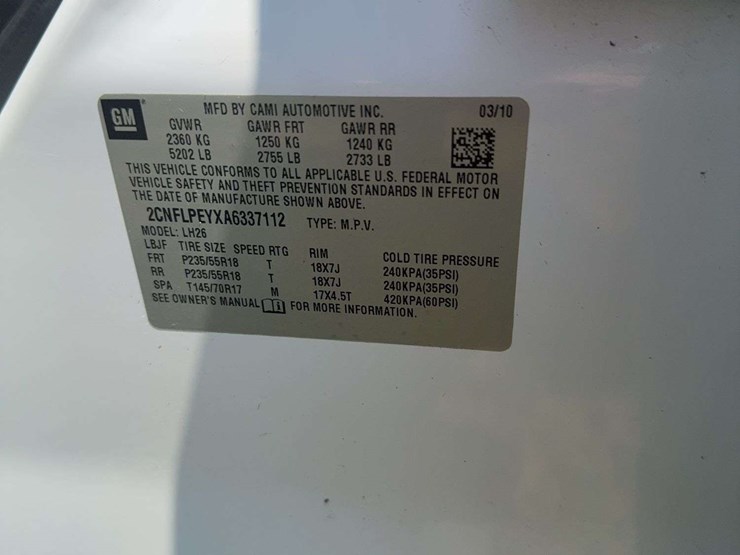 GM MFD BY CAMI AUTOMOTIVE INC. 03/10
GVWR GAWR FRT GAWR RR
2360 KG 1250 KG 1240 KG
5202 LB 2755 LB 2733 LB
THIS VEHICLE CONFORMS TO ALL APPLICABLE U.S. FEDERAL MOTOR
VEHICLE SAFETY AND THEFT PREVENTION STANDARDS IN EFFECT ON
THE DATE OF MANUFACTURE SHOWN ABOVE.
2CNFLPEYXA6337112 TYPE: M.P.V.
MODEL: LH26
LBJF TIRE SIZE SPEED RTG RIM COLD TIRE PRESSURE
FRT P235/55R18 T 18X7J 240KPA(35PSI)
RR P235/55R18 T 18X7J 240KPA(35PSI)
SPA T145/70R17 M 17X4.5T 420KPA(60PSI)
SEE OWNER'S MANUAL FOR MORE INFORMATION.